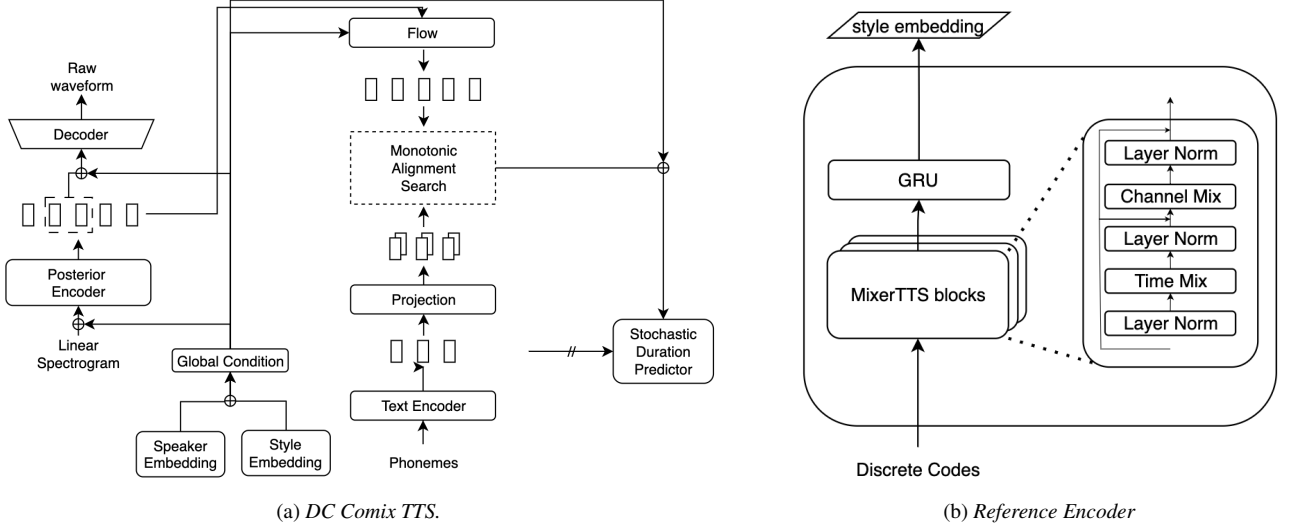 Flow
Raw
waveform
Decoder
Monotonic
Alignment
Search
Posterior
Encoder
Projection
Linear
Spectrogram
Global Condition
Stochastic
Duration
Predictor
//
Text Encoder
Speaker
Embedding
Style
Embedding
Phonemes
(a) DC Comix TTS.
style embedding
GRU
MixerTTS blocks
Layer Norm
Channel Mix
Layer Norm
Time Mix
Layer Norm
Discrete Codes
(b) Reference Encoder